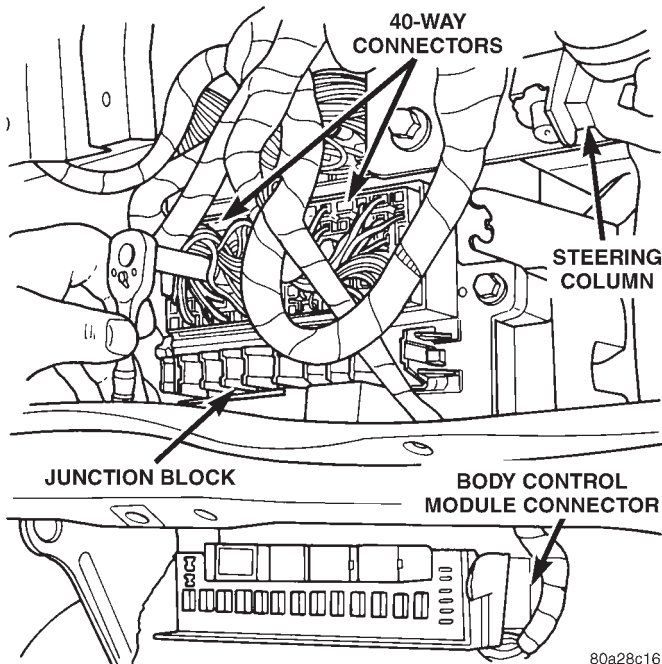 40-WAY
CONNECTORS
STEERING
COLUMN
JUNCTION BLOCK
BODY CONTROL
MODULE CONNECTOR
80a28c16